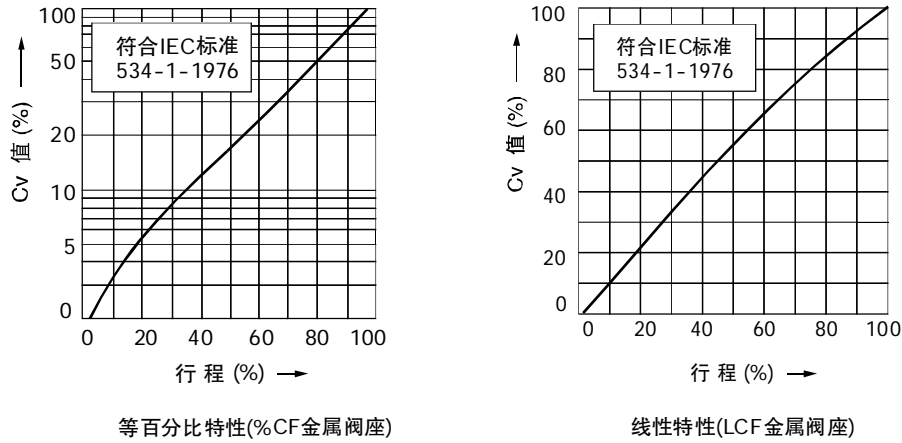 100
50
20
10
5
0
Cv 值 (%)
符合IEC标准
534-1-1976
0 20 40 60 80 100
行 程 (%)
等百分比特性(%CF金属阀座)
100
80
60
40
20
0
Cv 值 (%)
符合IEC标准
534-1-1976
0 20 40 60 80 100
行 程 (%)
线性特性(LCF金属阀座)